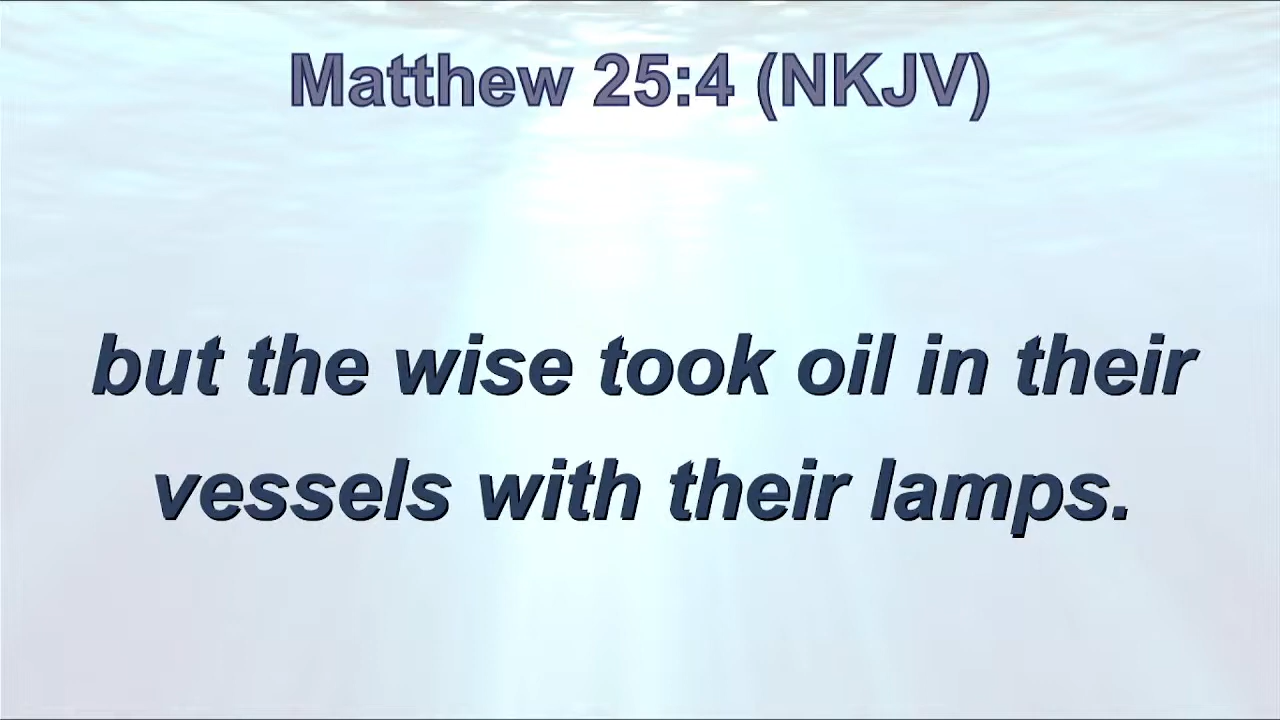 Matthew 25:4 (NKJV)
but the wise took oil in their
vessels with their lamps.